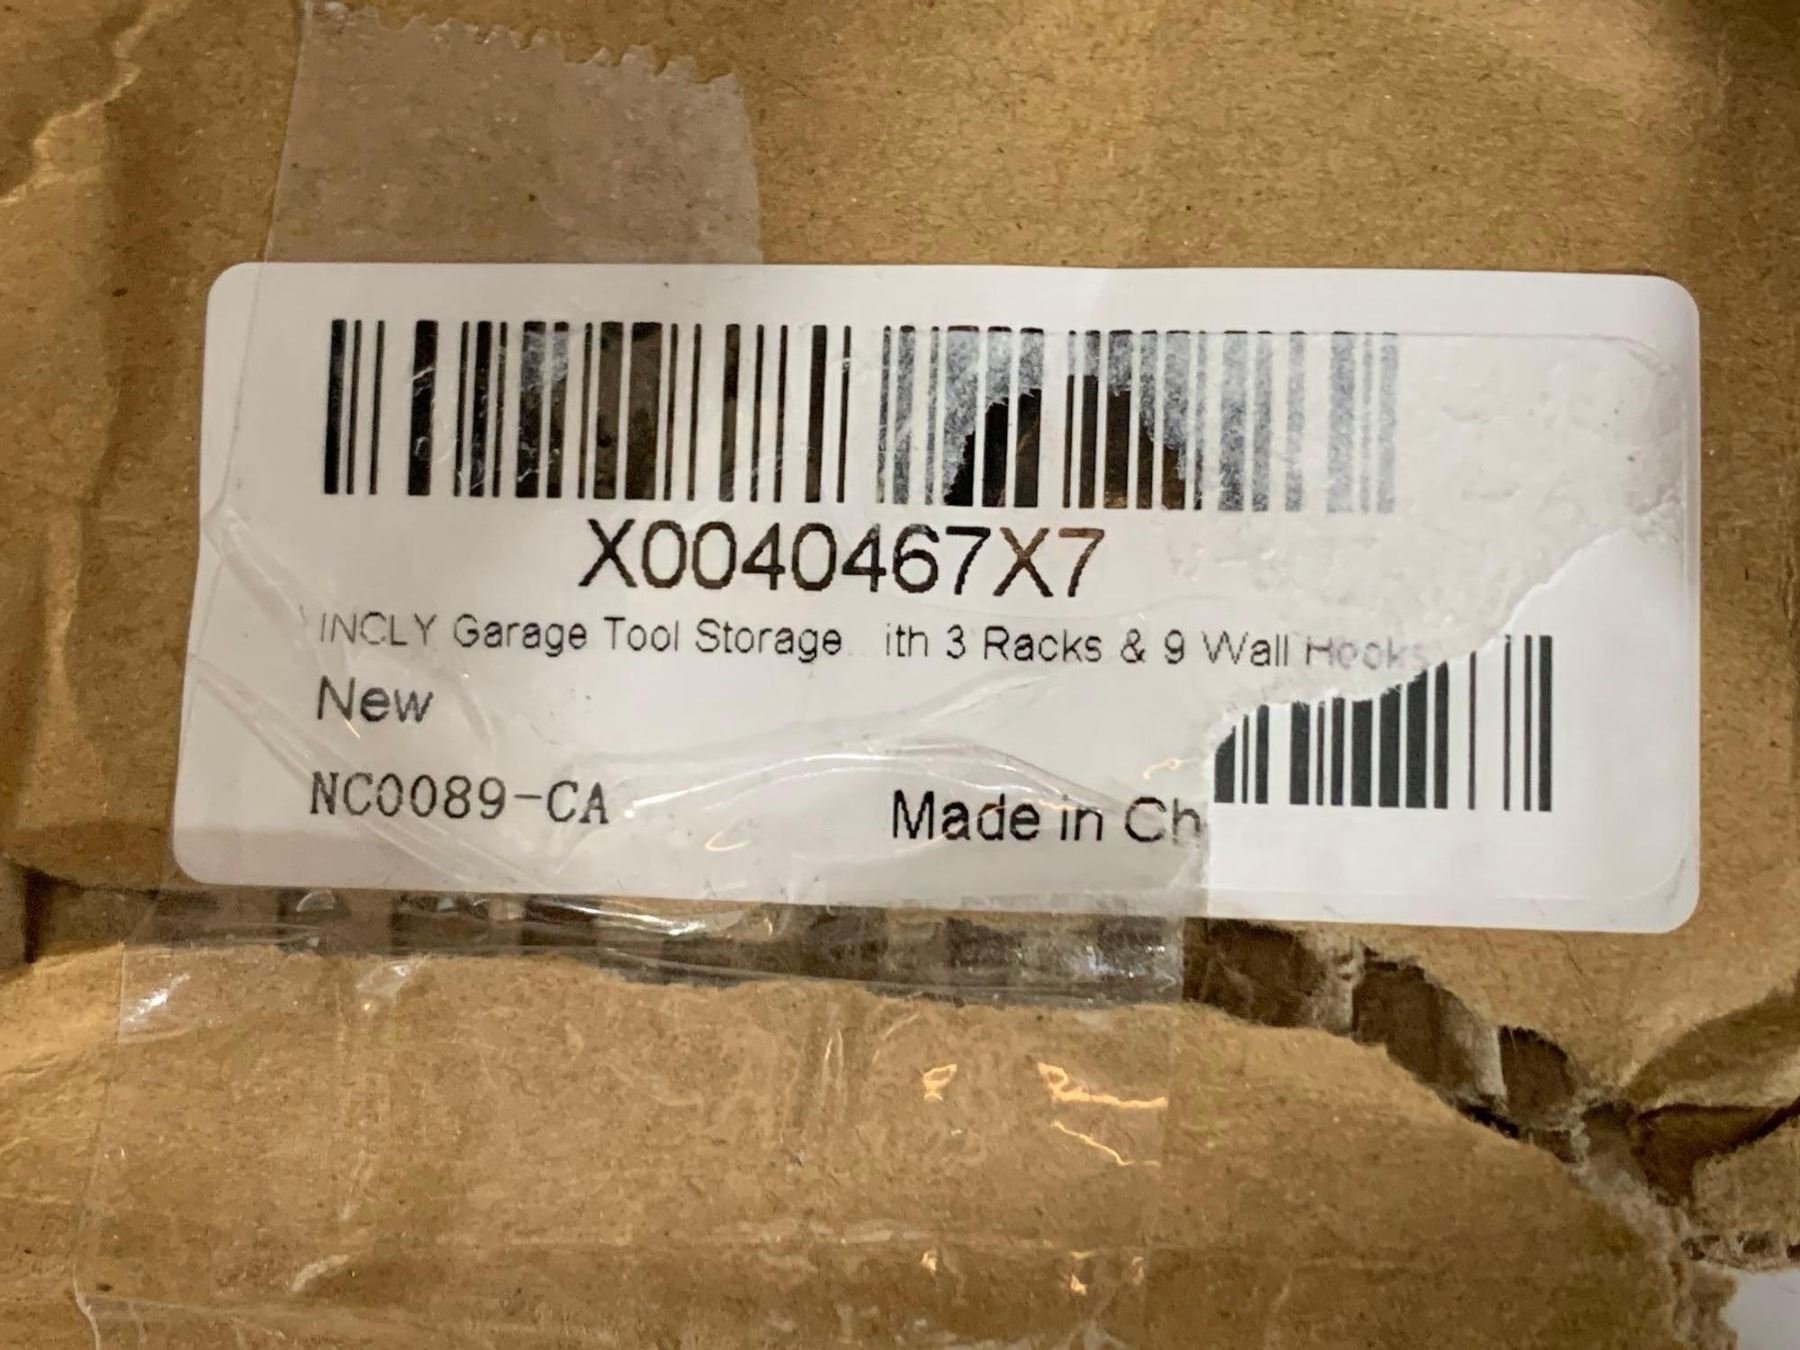 X0040467X7
INCLY Garage Tool Storage...ith 3 Racks & 9 Wall Hooks
New
NC0089-CA
Made in Ch